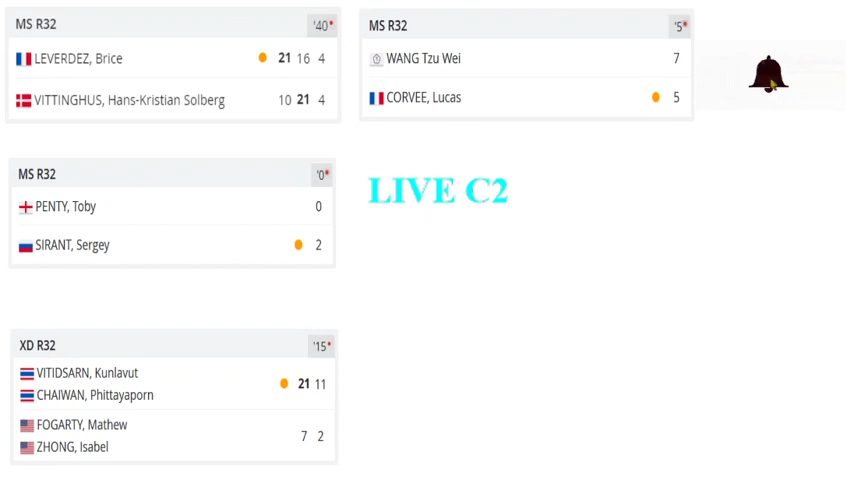 MS R32 '40*
LEVERDEZ, Brice 21 16 4
VITTINGHUS, Hans-Kristian Solberg 10 21 4
MS R32 '5*
WANG Tzu Wei 7
CORVEE, Lucas 5
MS R32 '0*
PENTY, Toby 0
SIRANT, Sergey 2
LIVE C2
XD R32 '15*
VITIDSARN, Kunlavut
CHAIWAN, Phittayaporn
21 11
FOGARTY, Mathew
ZHONG, Isabel
7 2